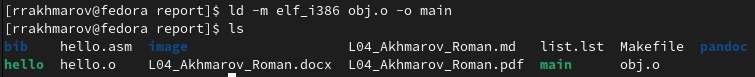 [rrakhmarov@fedora report]$ ld -m elf_i386 obj.o -o main
[rrakhmarov@fedora report]$ ls
bib hello.asm image L04_Akhmarov_Roman.md list.lst Makefile pandoc
hello hello.o L04_Akhmarov_Roman.docx L04_Akhmarov_Roman.pdf main obj.o